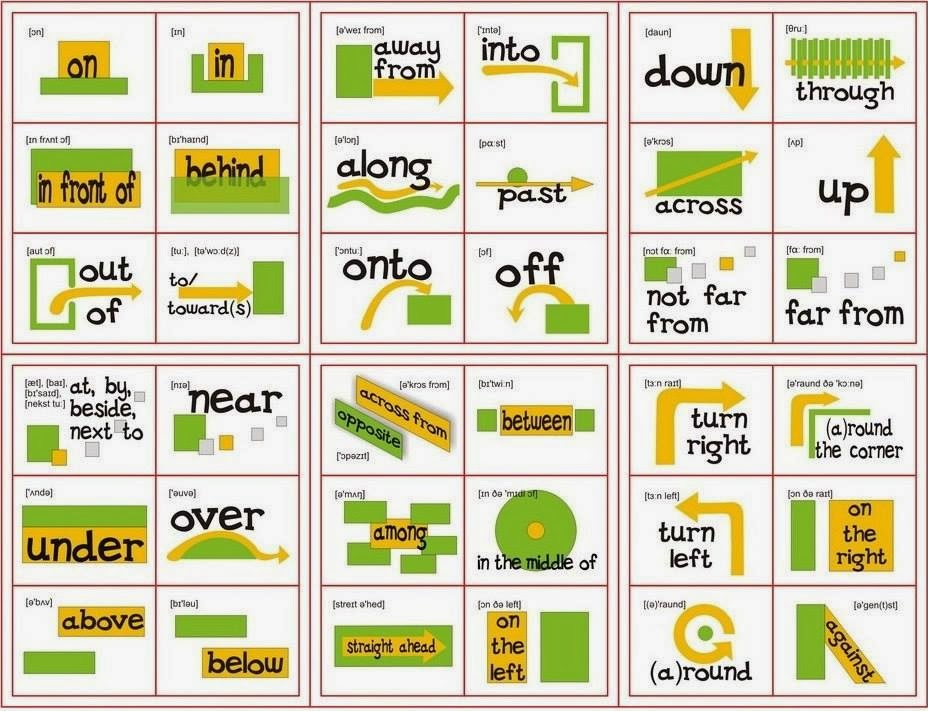 [ɔn]
on
[ɪn]
in
[ɪn frʌnt ɔf]
in front of
[bɪ'haɪnd]
behind
[aut ɔf]
out
of
[tu:], [tə'wɔ:d(z)]
to/
toward(s)
[ə'weɪ frɔm]
away
from
['ɪntə]
into
[ə'lɔŋ]
along
[pɑ:st]
past
['ɔntu:]
onto
[ɔf]
off
[daun]
down
[θru:]
through
[ə'krɔs]
across
[ʌp]
up
[nɔt fɑ: frɔm]
not far
from
[fɑ: frɔm]
far from
[æt], [baɪ],
[bɪ'saɪd],
[nekst tu:]
at, by,
beside,
next to
[nɪə]
near
['ʌndə]
under
['əuvə]
over
[ə'bʌv]
above
[bɪ'ləu]
below
[ə'krɔs frɔm]
across from
opposite
['ɔpəzɪt]
[bɪ'twi:n]
between
[ə'mʌŋ]
among
[ɪn ðə 'mɪdl ɔf]
in the middle of
[streɪt ə'hed]
straight ahead
[ɔn ðə left]
on
the
left
[tɜ:n raɪt]
turn
right
[ə'raund ðə 'kɔ:nə]
(a)round
the corner
[tɜ:n left]
turn
left
[ɔn ðə raɪt]
on
the
right
[(ə)'raund]
(a)round
[ə'gen(t)st]
against